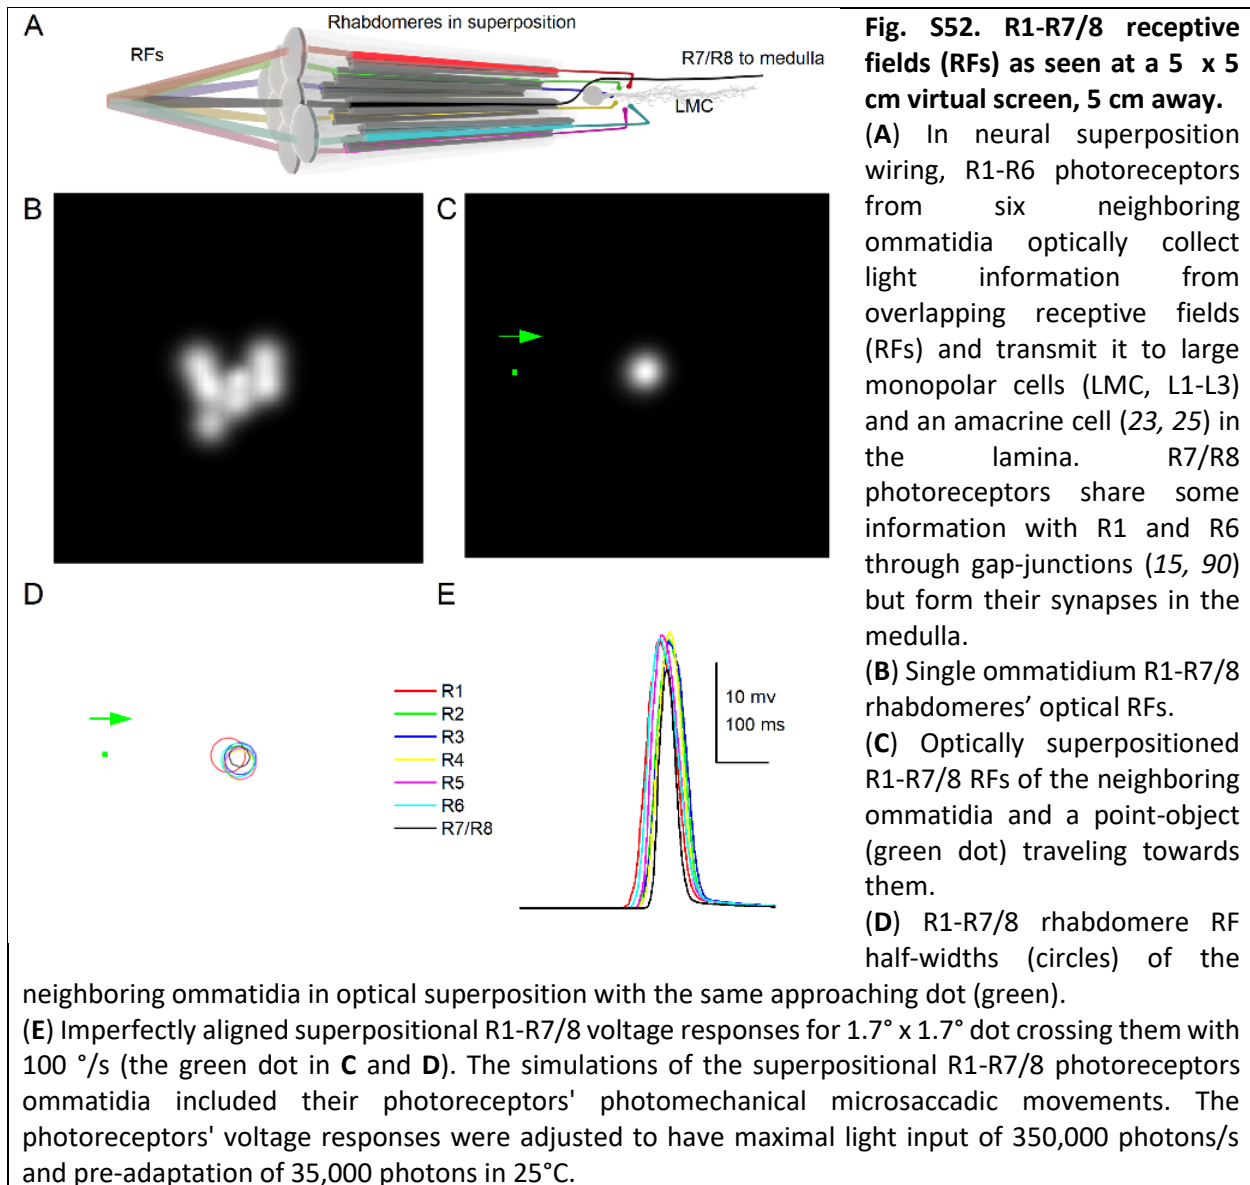 A
Rhabdomeres in superposition
RFs
R7/R8 to medulla
LMC
B
C
D
E
R1
R2
R3
R4
R5
R6
R7/R8
10 mv
100 ms
Fig. S52. R1-R7/8 receptive
fields (RFs) as seen at a 5 x 5
cm virtual screen, 5 cm away.
(A) In neural superposition
wiring, R1-R6 photoreceptors
from six neighboring
ommatidia optically collect
light information from
overlapping receptive fields
(RFs) and transmit it to large
monopolar cells (LMC, L1-L3)
and an amacrine cell (23, 25) in
the lamina. R7/R8
photoreceptors share some
information with R1 and R6
through gap-junctions (15, 90)
but form their synapses in the
medulla.
(B) Single ommatidium R1-R7/8
rhabdomeres’ optical RFs.
(C) Optically superpositioned
R1-R7/8 RFs of the neighboring
ommatidia and a point-object
(green dot) traveling towards
them.
(D) R1-R7/8 rhabdomere RF
half-widths (circles) of the
neighboring ommatidia in optical superposition with the same approaching dot (green).
(E) Imperfectly aligned superpositional R1-R7/8 voltage responses for 1.7° x 1.7° dot crossing them with
100 °/s (the green dot in C and D). The simulations of the superpositional R1-R7/8 photoreceptors
ommatidia included their photoreceptors' photomechanical microsaccadic movements. The
photoreceptors' voltage responses were adjusted to have maximal light input of 350,000 photons/s
and pre-adaptation of 35,000 photons in 25°C.